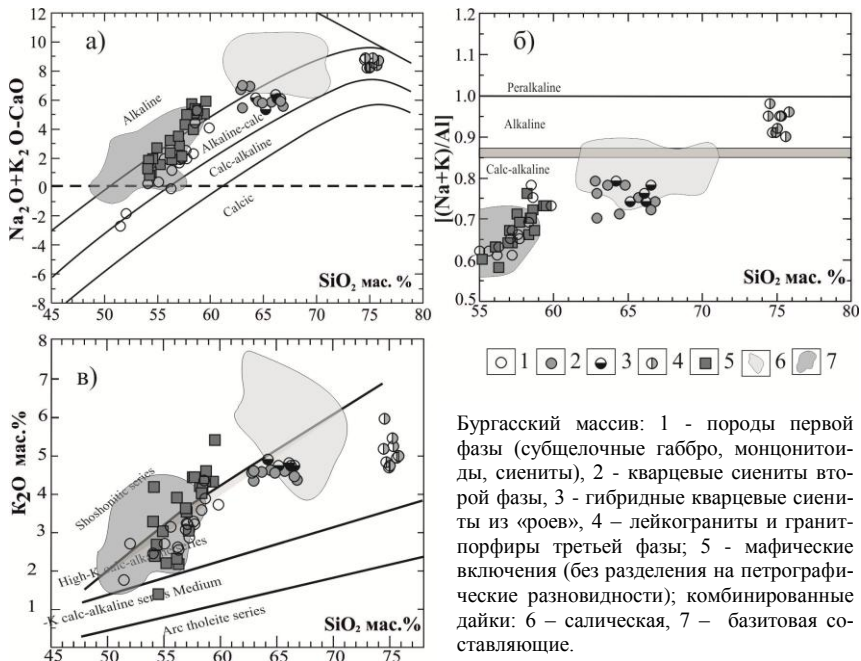 а)
12
10
8
6
4
2
0
-2
-4
-6
-8
45 50 55 60 65 70 75 80
Na2O+K2O-CaO
Alkaline
Alkaline-calc
Calc-alkaline
Calcic
SiO2 мас. %
б)
1.2
1.1
1.0
0.9
0.8
0.7
0.6
0.5
55 60 65 70 75 80
[(Na+K)/Al]
Peralkaline
Alkaline
Calc-alkaline
SiO2 мас. %
1 2 3 4 5 6 7
в)
8
7
6
5
4
3
2
1
45 50 55 60 65 70 75
K2O мас.%
Shoshonitic series
High-K calc-alkaline series
-K calc-alkaline series Medium
Arc tholeite series
SiO2 мас.%
Бургасский массив: 1 - породы первой
фазы (субщелочные габбро, монцонитои-
ды, сиениты), 2 - кварцевые сиениты вто-
рой фазы, 3 - гибридные кварцевые сиени-
ты из «роев», 4 – лейкограниты и гранит-
порфиры третьей фазы; 5 - мафические
включения (без разделения на петрографи-
ческие разновидности); комбинированные
дайки: 6 – салическая, 7 – базитовая со-
ставляющие.